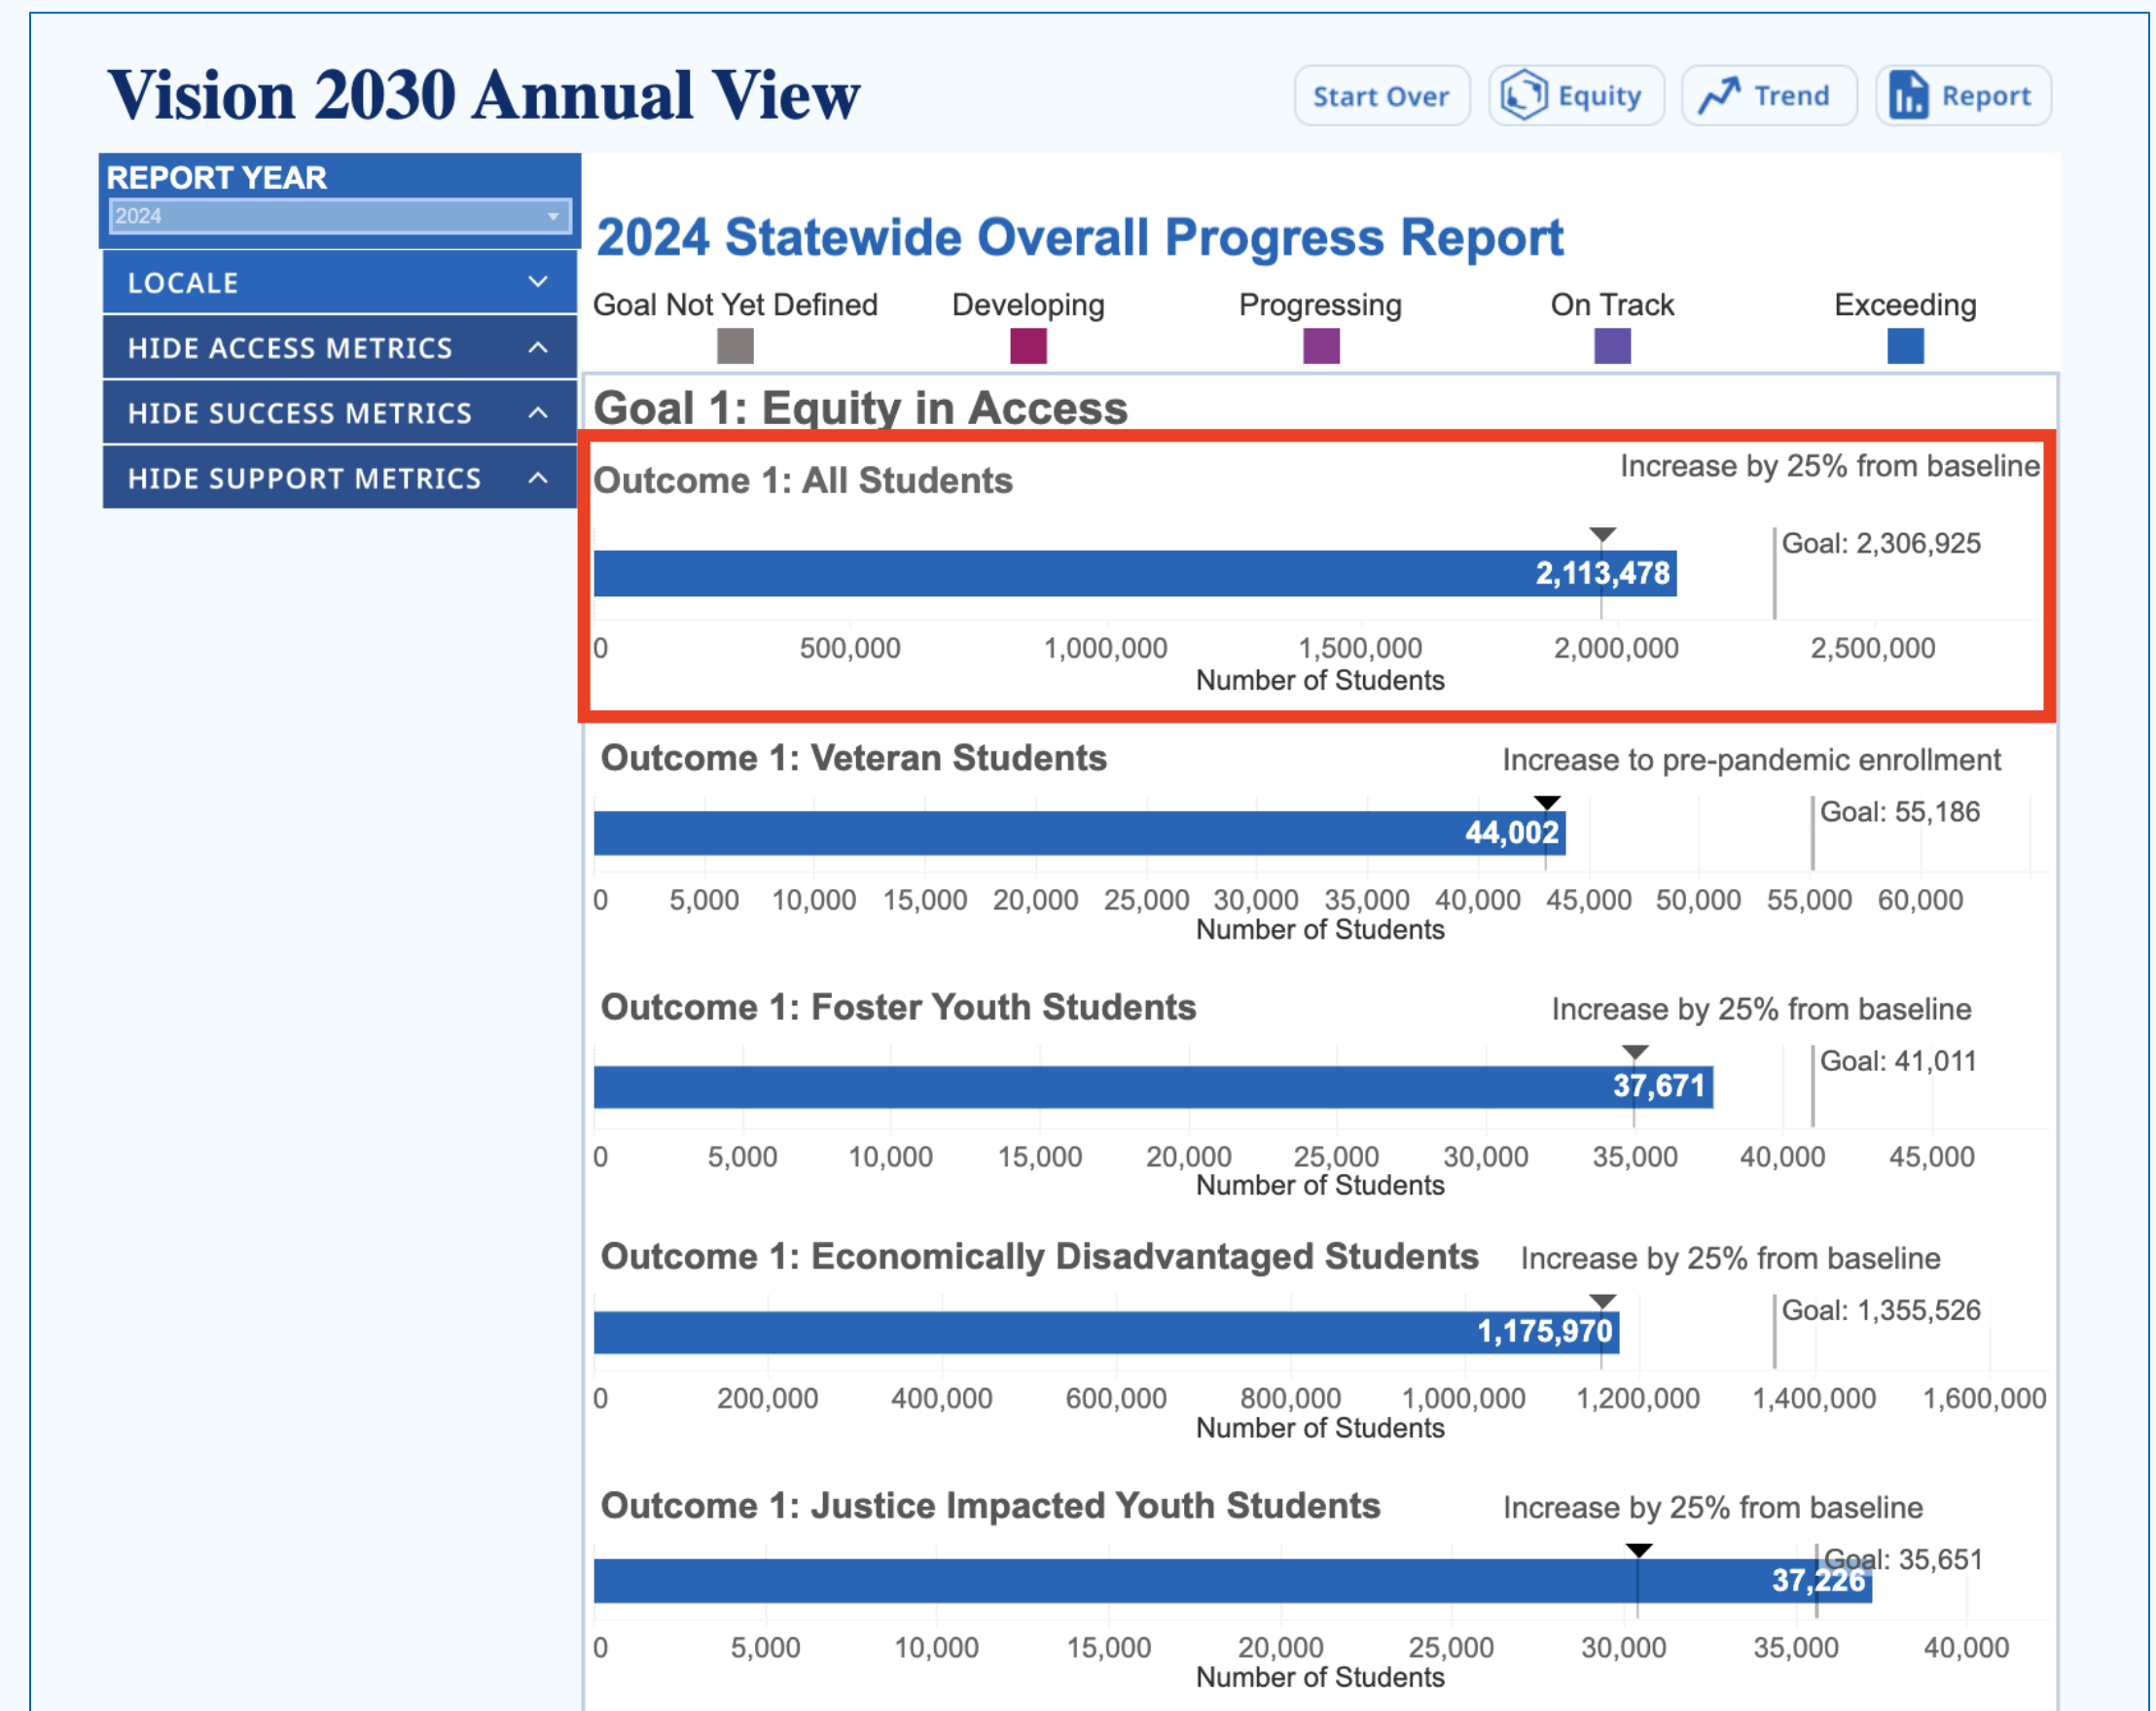 Vision 2030 Annual View
Start Over
Equity
Trend
Report
REPORT YEAR
2024
LOCALE
HIDE ACCESS METRICS
HIDE SUCCESS METRICS
HIDE SUPPORT METRICS
2024 Statewide Overall Progress Report
Goal Not Yet Defined Developing Progressing On Track Exceeding
Goal 1: Equity in Access
Outcome 1: All Students Increase by 25% from baseline
Goal: 2,306,925
2,113,478
0 500,000 1,000,000 1,500,000 2,000,000 2,500,000
Number of Students
Outcome 1: Veteran Students Increase to pre-pandemic enrollment
Goal: 55,186
44,002
0 5,000 10,000 15,000 20,000 25,000 30,000 35,000 40,000 45,000 50,000 55,000 60,000
Number of Students
Outcome 1: Foster Youth Students Increase by 25% from baseline
Goal: 41,011
37,671
0 5,000 10,000 15,000 20,000 25,000 30,000 35,000 40,000 45,000
Number of Students
Outcome 1: Economically Disadvantaged Students Increase by 25% from baseline
Goal: 1,355,526
1,175,970
0 200,000 400,000 600,000 800,000 1,000,000 1,200,000 1,400,000 1,600,000
Number of Students
Outcome 1: Justice Impacted Youth Students Increase by 25% from baseline
Goal: 35,651
37,226
0 5,000 10,000 15,000 20,000 25,000 30,000 35,000 40,000
Number of Students